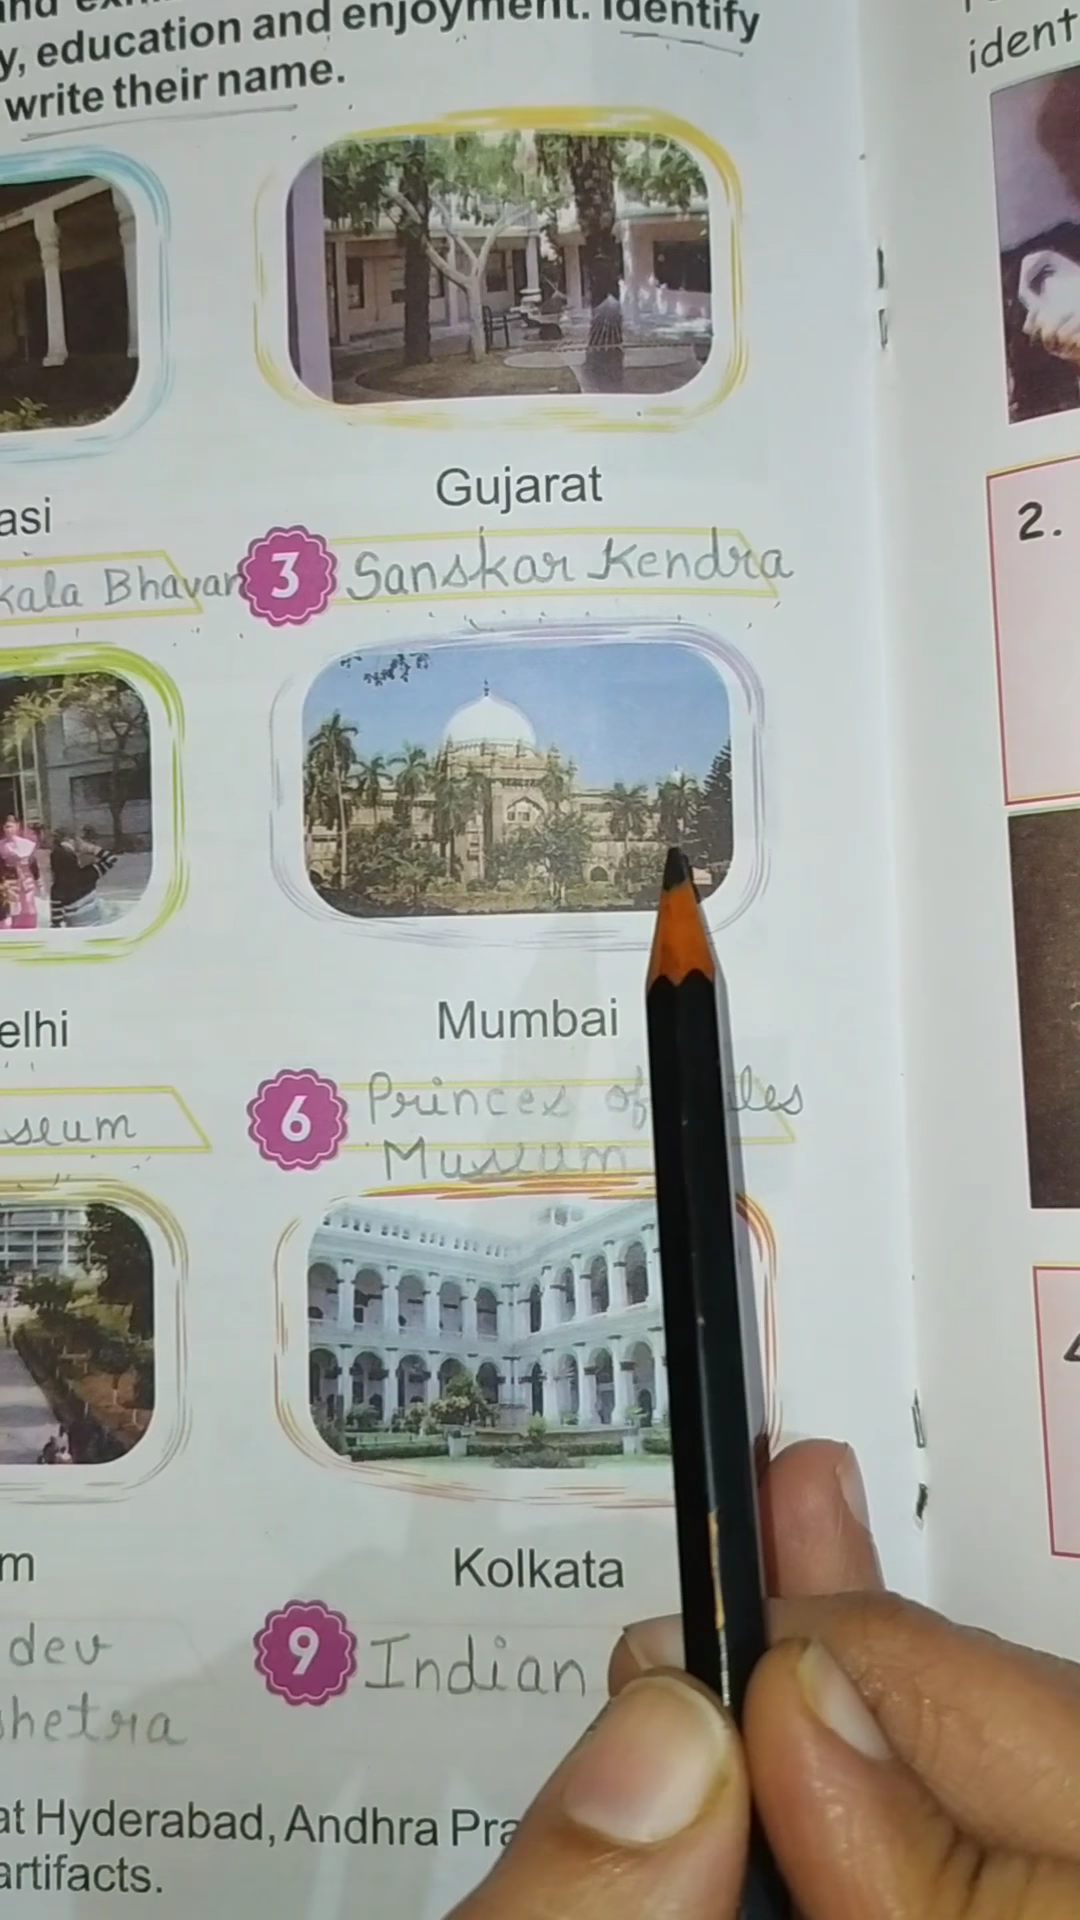 y, education and enjoyment. Identify
write their name.
ident
Gujarat
asi
kala Bhavan
3 Sanskar Kendra
2.
Mumbai
elhi
6 Princes of
Museum
seum
Kolkata
m
dev
9 Indian
hetra
at Hyderabad, Andhra Pra
artifacts.